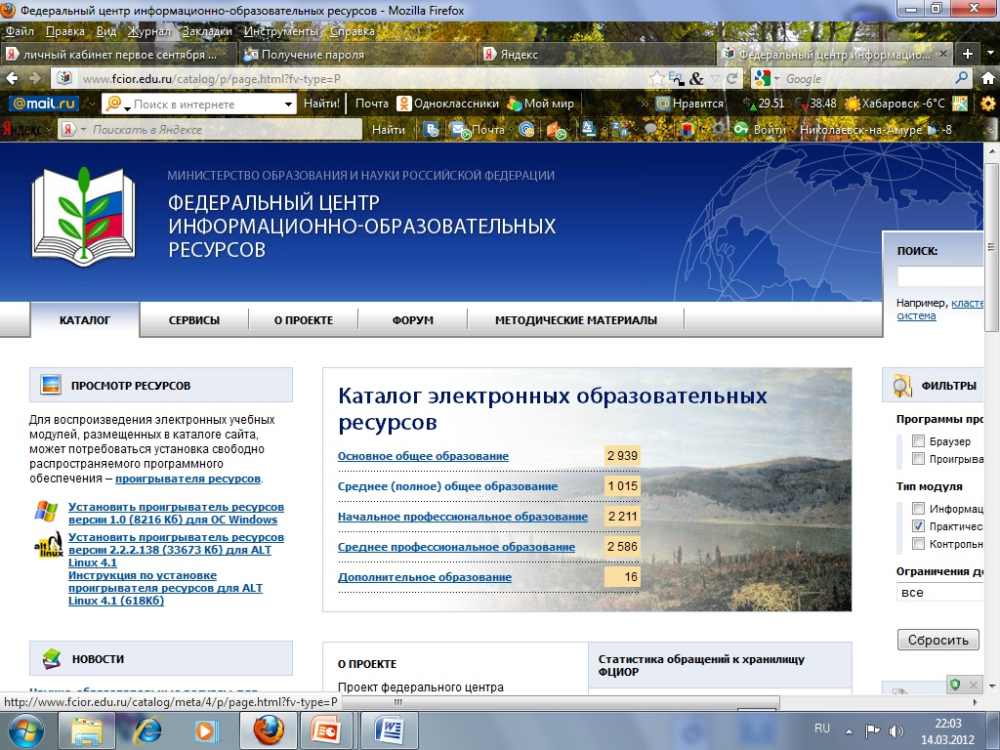 Федеральный центр информационно-образовательных ресурсов - Mozilla Firefox
Файл Правка Вид Журнал Закладки Инструменты Справка
личный кабинет первое сентября ... Получение пароля Яндекс Федеральный центр информацио...
www.fcior.edu.ru/catalog/p/page.html?fv-type=P Google
@mail.ru Поиск в интернете Найти! Почта Одноклассники Мой мир » Нравится 29.51 38.48 Хабаровск -6°C
Яндекс Поискать в Яндексе Найти Почта Войти Николаевск-на-Амуре -8
МИНИСТЕРСТВО ОБРАЗОВАНИЯ И НАУКИ РОССИЙСКОЙ ФЕДЕРАЦИИ
ФЕДЕРАЛЬНЫЙ ЦЕНТР
ИНФОРМАЦИОННО-ОБРАЗОВАТЕЛЬНЫХ
РЕСУРСОВ
ПОИСК:
Например, класте
система
КАТАЛОГ СЕРВИСЫ О ПРОЕКТЕ ФОРУМ МЕТОДИЧЕСКИЕ МАТЕРИАЛЫ
ПРОСМОТР РЕСУРСОВ
Для воспроизведения электронных учебных
модулей, размещенных в каталоге сайта,
может потребоваться установка свободно
распространяемого программного
обеспечения – проигрывателя ресурсов.
Установить проигрыватель ресурсов
версии 1.0 (8216 Кб) для ОС Windows
alt linux
Установить проигрыватель ресурсов
версии 2.2.2.138 (33673 Кб) для ALT
Linux 4.1
Инструкция по установке
проигрывателя ресурсов для ALT
Linux 4.1 (618Кб)
НОВОСТИ
Каталог электронных образовательных
ресурсов
Основное общее образование 2 939
Среднее (полное) общее образование 1 015
Начальное профессиональное образование 2 211
Среднее профессиональное образование 2 586
Дополнительное образование 16
О ПРОЕКТЕ
Проект федерального центра
Статистика обращений к хранилищу
ФЦИОР
ФИЛЬТРЫ
Программы про
Браузер
Проигрыва
Тип модуля
Информац
Практичес
Контрольн
Ограничения до
все
Сбросить
http://www.fcior.edu.ru/catalog/meta/4/p/page.html?fv-type=P
RU
22:03
14.03.2012